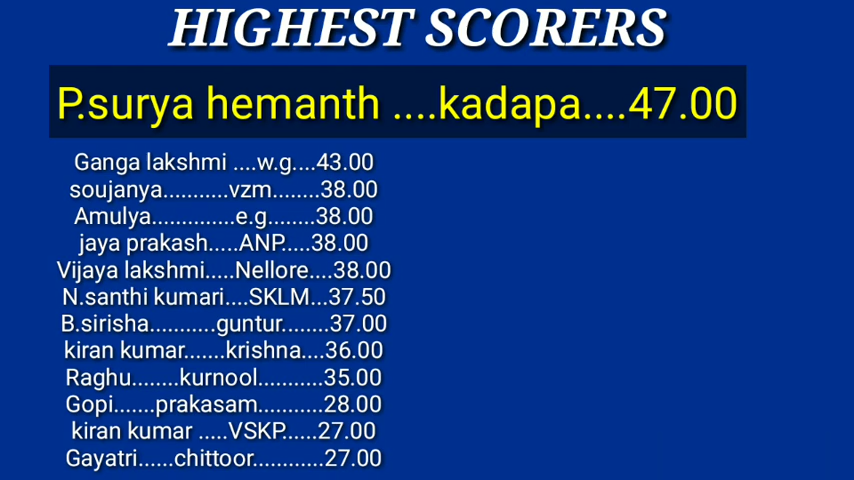 HIGHEST SCORERS
P.surya hemanth ....kadapa....47.00
Ganga lakshmi ....w.g....43.00
soujanya...........vzm........38.00
Amulya..............e.g........38.00
jaya prakash.....ANP.....38.00
Vijaya lakshmi.....Nellore....38.00
N.santhi kumari....SKLM...37.50
B.sirisha...........guntur........37.00
kiran kumar.......krishna....36.00
Raghu........kurnool...........35.00
Gopi.......prakasam...........28.00
kiran kumar .....VSKP......27.00
Gayatri......chittoor............27.00